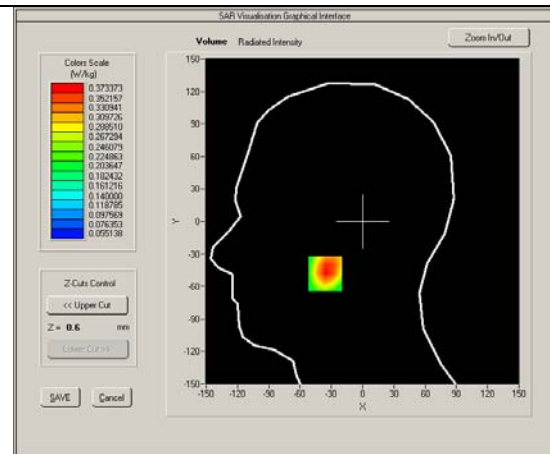 SAR Visualisation Graphical Interface
Volume Radiated Intensity
Zoom In/Out
Colors Scale
(W/kg)
0.373373
0.352157
0.330941
0.309726
0.288510
0.267294
0.246079
0.224863
0.203647
0.182432
0.161216
0.140000
0.118785
0.097569
0.076353
0.055138
150
120
90
60
30
0
-30
-60
-90
-120
-150
Y
-150 -120 -90 -60 -30 0 30 60 90 120 150
X
Z-Cuts Control
<< Upper Cut
Z = 0.6 mm
Lower Cut >>
SAVE Cancel